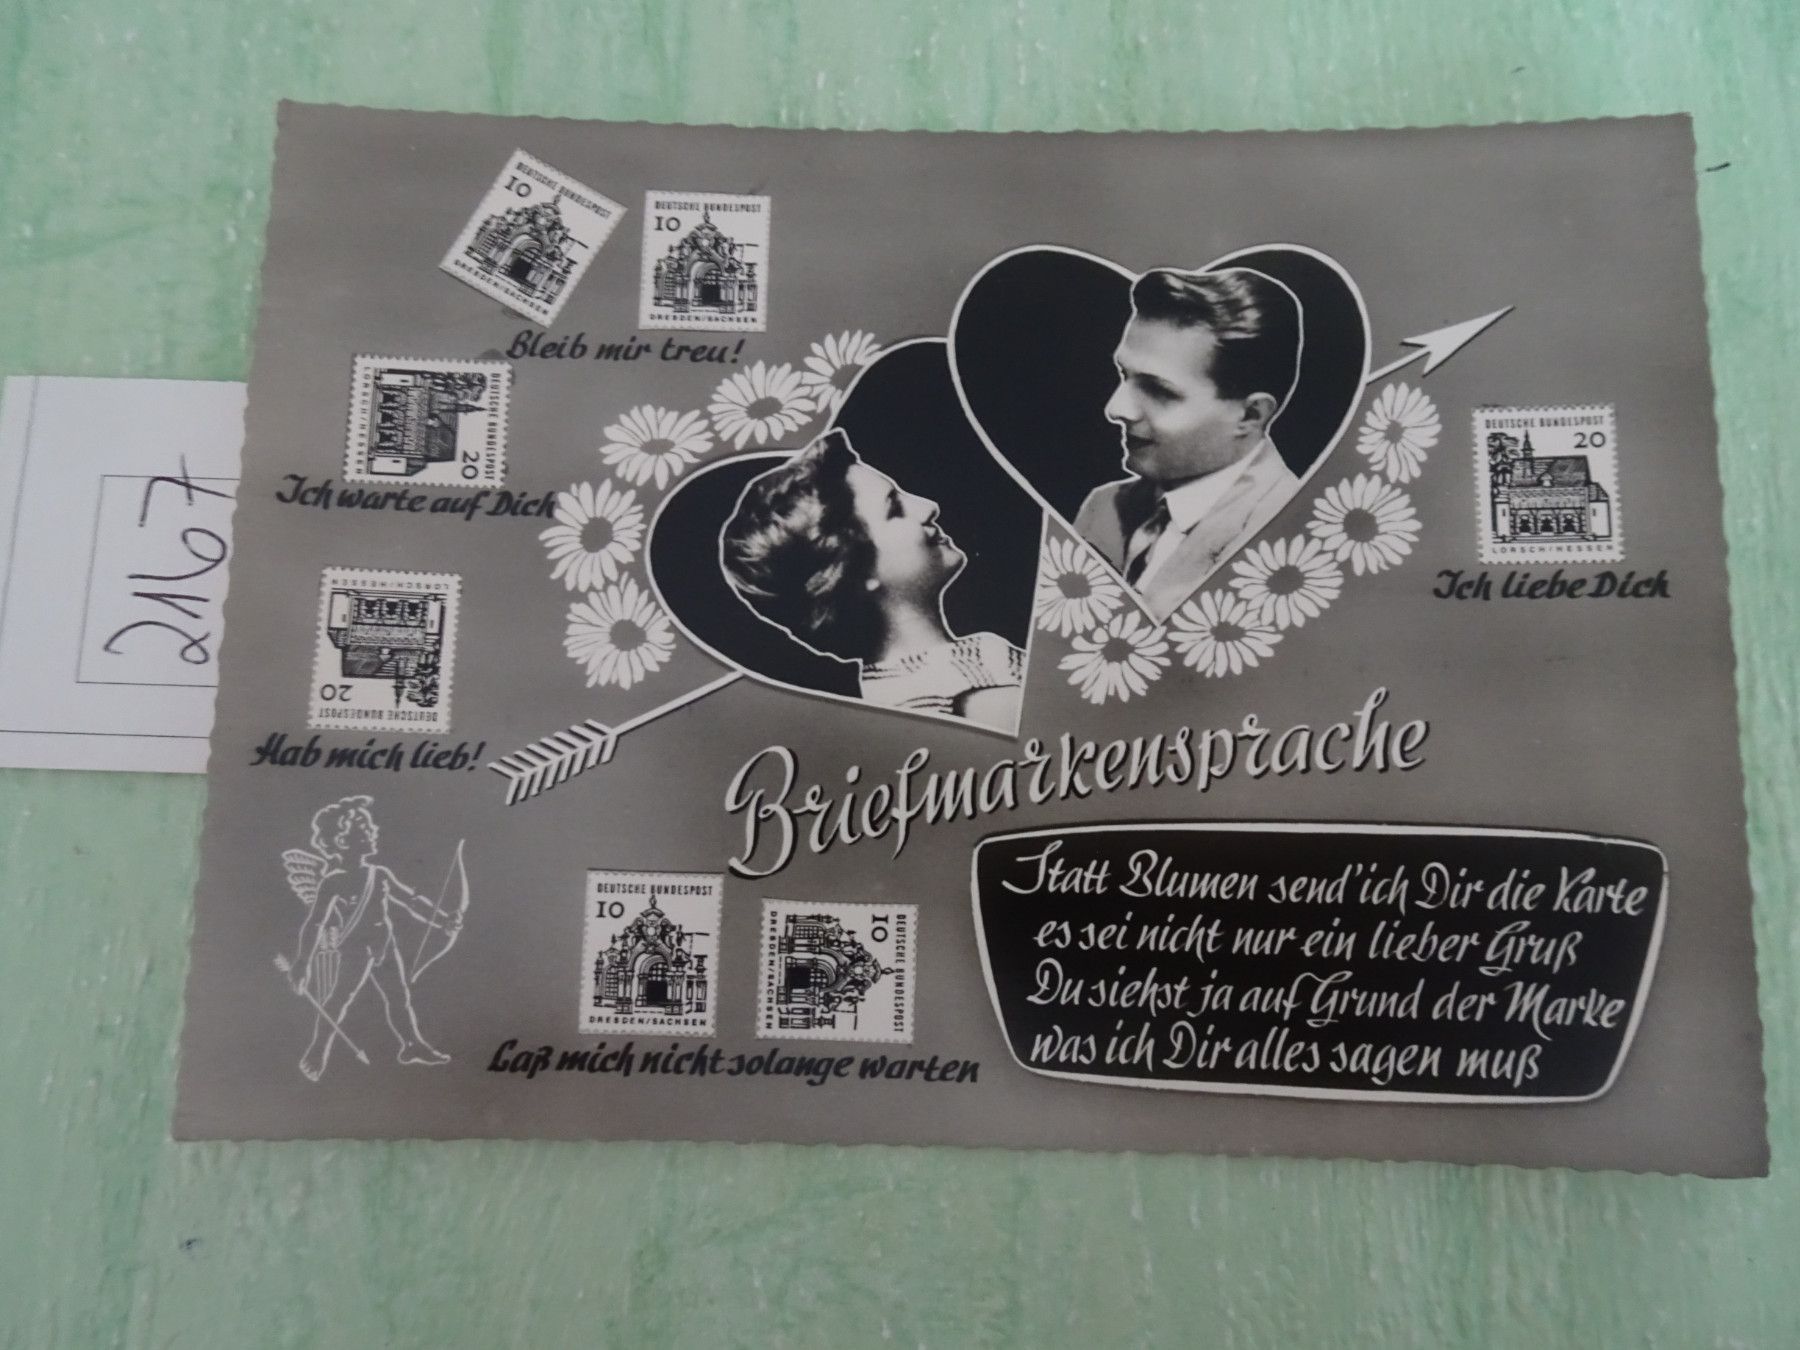 DEUTSCHE BUNDESPOST
10
DRESDEN/SACHSEN
DEUTSCHE BUNDESPOST
10
DRESDEN/SACHSEN
Bleib mir treu!
DEUTSCHE BUNDESPOST
20
LORSCH/HESSEN
Ich warte auf Dich
DEUTSCHE BUNDESPOST
20
LORSCH/HESSEN
Ich liebe Dich
2167
LORSCH/HESSEN
20
DEUTSCHE BUNDESPOST
Hab mich lieb!
Briefmarkensprache
DEUTSCHE BUNDESPOST
10
DRESDEN/SACHSEN
DEUTSCHE BUNDESPOST
10
DRESDEN/SACHSEN
Laß mich nicht solange warten
Statt Blumen send' ich Dir die Karte
es sei nicht nur ein lieber Gruß
Du siehst ja auf Grund der Marke
was ich Dir alles sagen muß